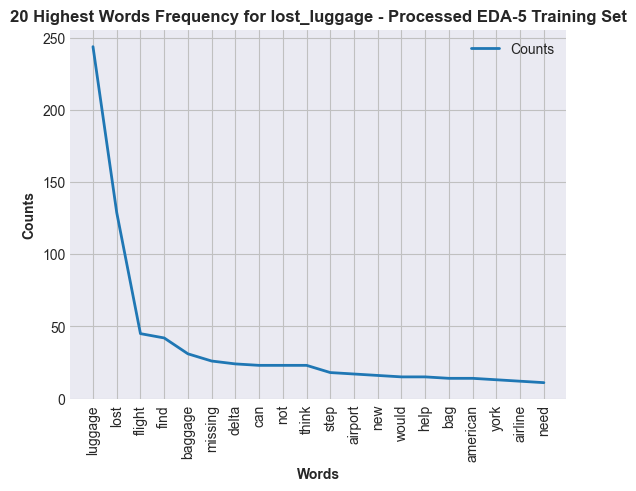 20 Highest Words Frequency for lost_luggage - Processed EDA-5 Training Set
Counts
250
200
150
100
50
0
Counts
luggage
lost
flight
find
baggage
missing
delta
can
not
think
step
airport
new
would
help
bag
american
york
airline
need
Words